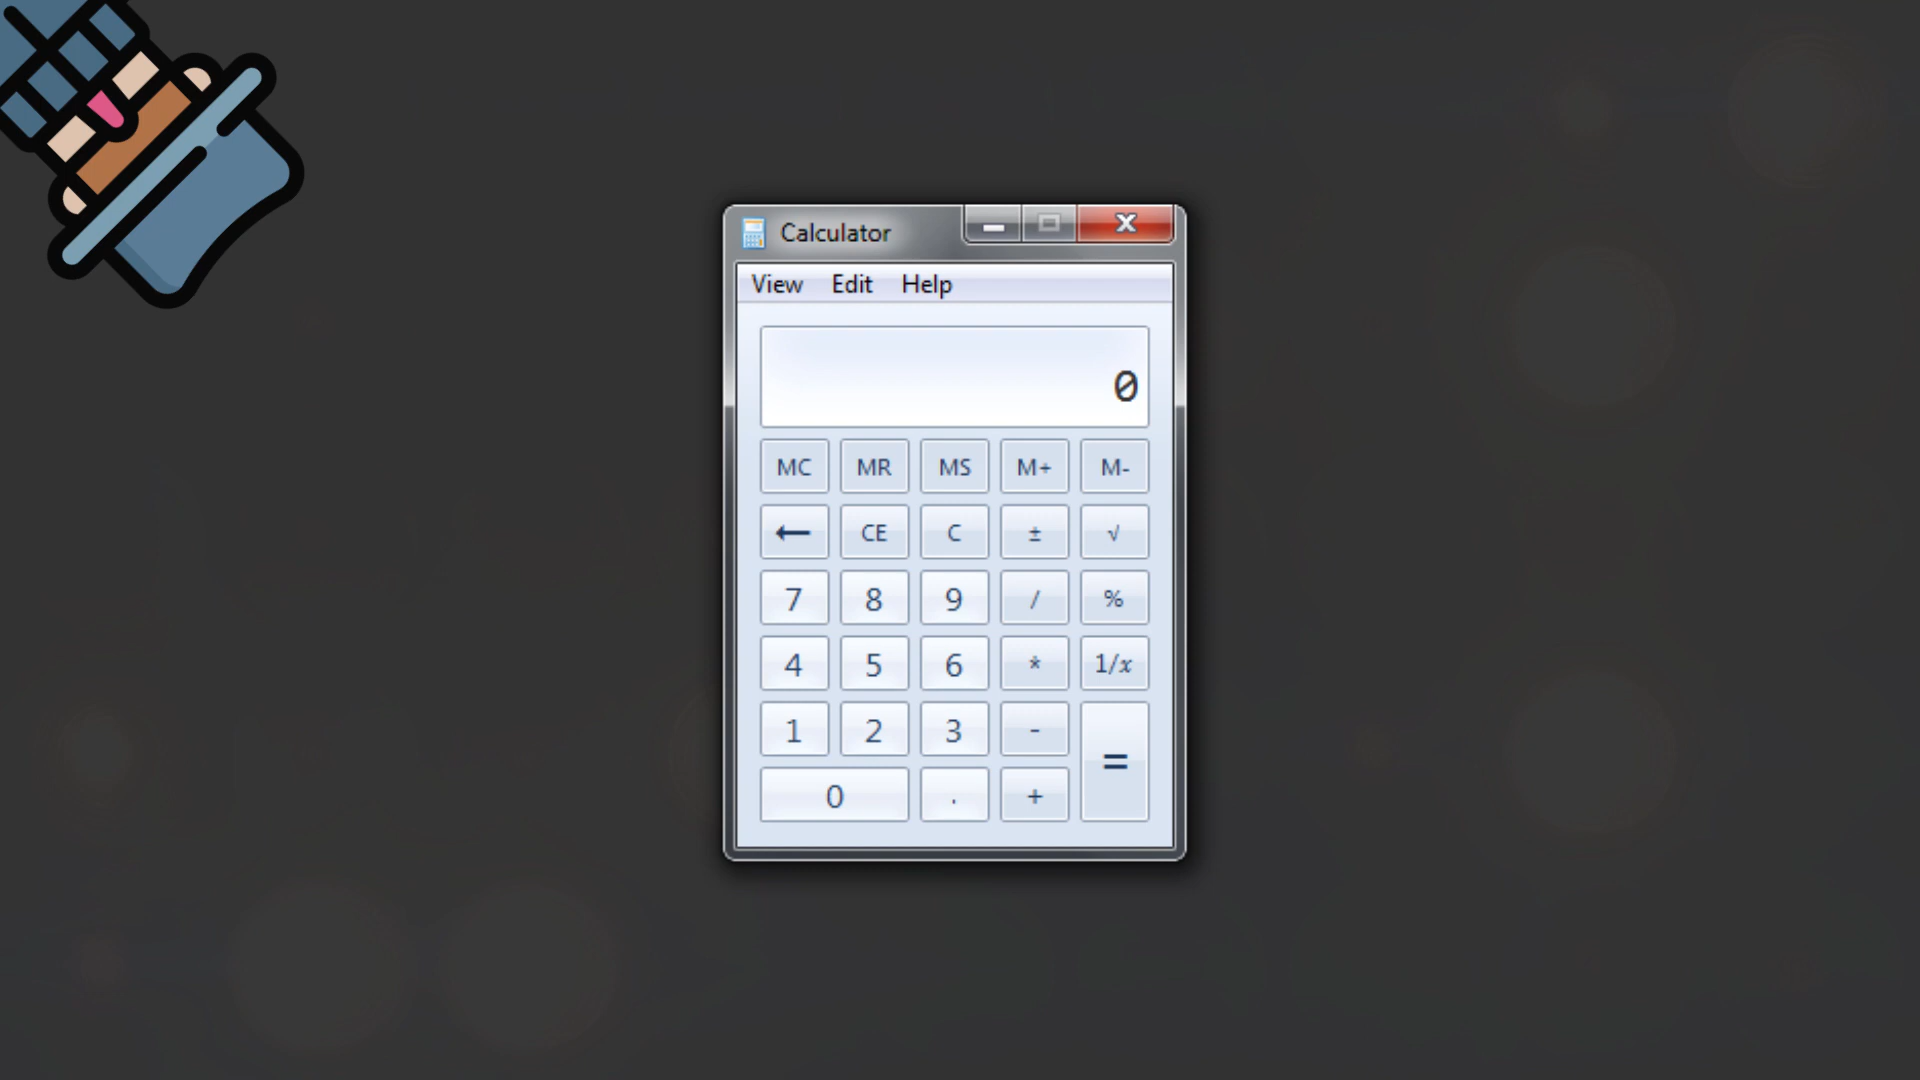 Calculator
View Edit Help
0
MC MR MS M+ M-
← CE C ± √
7 8 9 / %
4 5 6 * 1/x
1 2 3 - =
0 . +